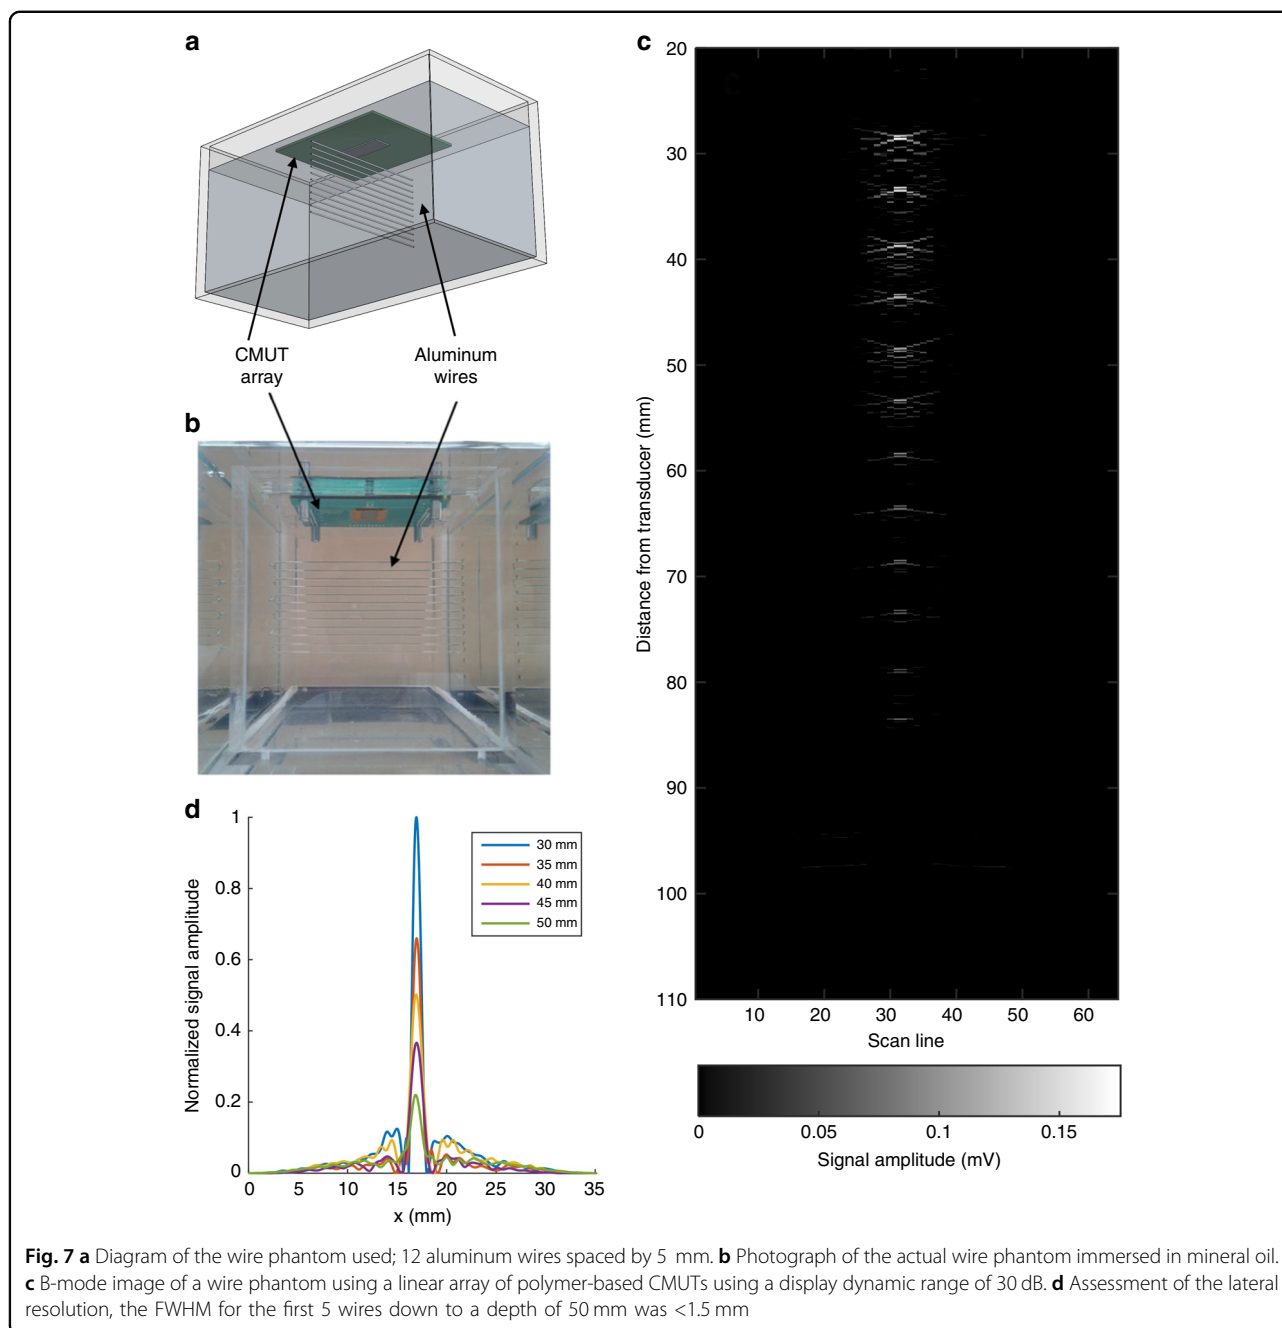 a
CMUT
array
Aluminum
wires
b
c
20
30
40
50
60
70
80
90
100
110
Distance from transducer (mm)
10
20
30
40
50
60
Scan line
0
0.05
0.1
0.15
Signal amplitude (mV)
d
1
0.8
0.6
0.4
0.2
0
Normalized signal amplitude
0
5
10
15
20
25
30
35
x (mm)
30 mm
35 mm
40 mm
45 mm
50 mm
Fig. 7 a Diagram of the wire phantom used; 12 aluminum wires spaced by 5 mm. b Photograph of the actual wire phantom immersed in mineral oil.
c B-mode image of a wire phantom using a linear array of polymer-based CMUTs using a display dynamic range of 30 dB. d Assessment of the lateral
resolution, the FWHM for the first 5 wires down to a depth of 50 mm was <1.5 mm